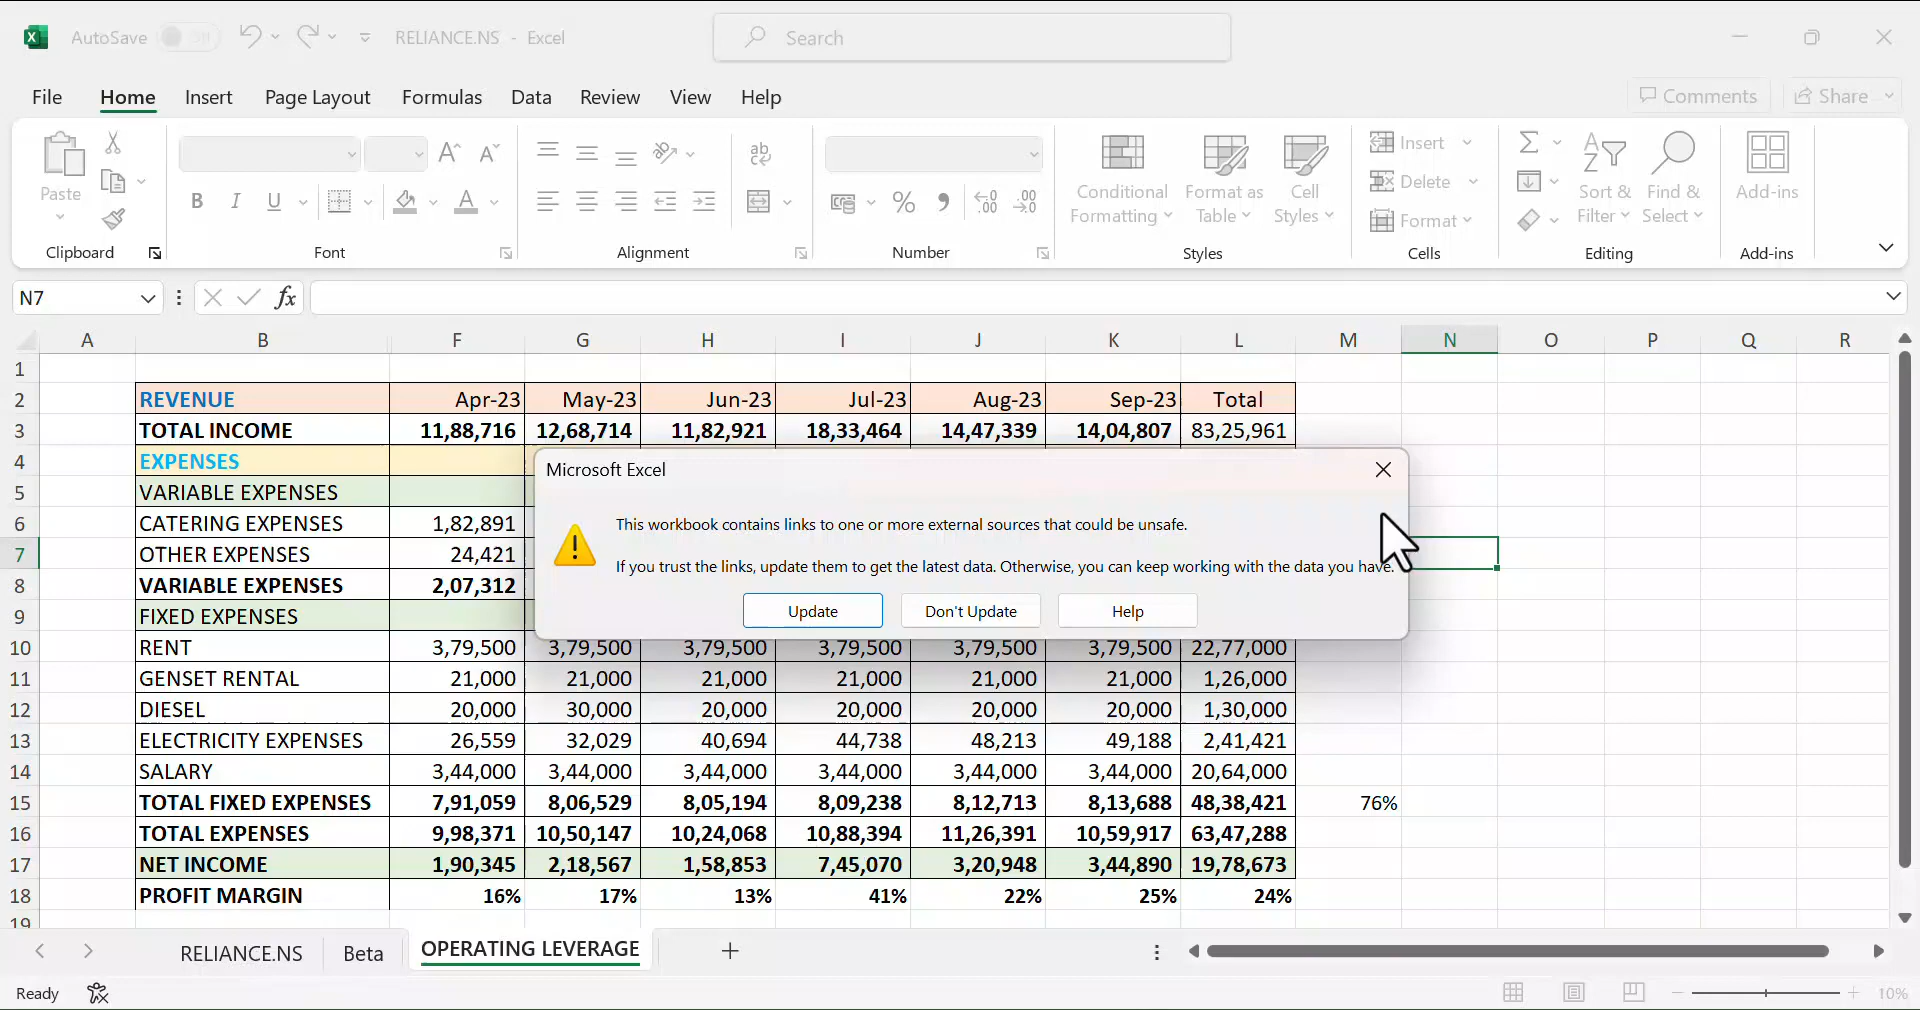 AutoSave Off RELIANCE.NS - Excel Search
File Home Insert Page Layout Formulas Data Review View Help Comments Share
Paste
B I U
ab
% .00 .00
Conditional Formatting
Format as Table
Cell Styles
Insert
Delete
Format
Sort & Filter
Find & Select
Add-ins
Clipboard Font Alignment Number Styles Cells Editing Add-ins
N7 fx
A B F G H I J K L M N O P Q R
1
2 REVENUE Apr-23 May-23 Jun-23 Jul-23 Aug-23 Sep-23 Total
3 TOTAL INCOME 11,88,716 12,68,714 11,82,921 18,33,464 14,47,339 14,04,807 83,25,961
4 EXPENSES
5 VARIABLE EXPENSES
6 CATERING EXPENSES 1,82,891
7 OTHER EXPENSES 24,421
8 VARIABLE EXPENSES 2,07,312
9 FIXED EXPENSES
Microsoft Excel
This workbook contains links to one or more external sources that could be unsafe.
If you trust the links, update them to get the latest data. Otherwise, you can keep working with the data you have.
Update Don't Update Help
10 RENT 3,79,500 3,79,500 3,79,500 3,79,500 3,79,500 3,79,500 22,77,000
11 GENSET RENTAL 21,000 21,000 21,000 21,000 21,000 21,000 1,26,000
12 DIESEL 20,000 30,000 20,000 20,000 20,000 20,000 1,30,000
13 ELECTRICITY EXPENSES 26,559 32,029 40,694 44,738 48,213 49,188 2,41,421
14 SALARY 3,44,000 3,44,000 3,44,000 3,44,000 3,44,000 3,44,000 20,64,000
15 TOTAL FIXED EXPENSES 7,91,059 8,06,529 8,05,194 8,09,238 8,12,713 8,13,688 48,38,421 76%
16 TOTAL EXPENSES 9,98,371 10,50,147 10,24,068 10,88,394 11,26,391 10,59,917 63,47,288
17 NET INCOME 1,90,345 2,18,567 1,58,853 7,45,070 3,20,948 3,44,890 19,78,673
18 PROFIT MARGIN 16% 17% 13% 41% 22% 25% 24%
19
RELIANCE.NS Beta OPERATING LEVERAGE
Ready 10%